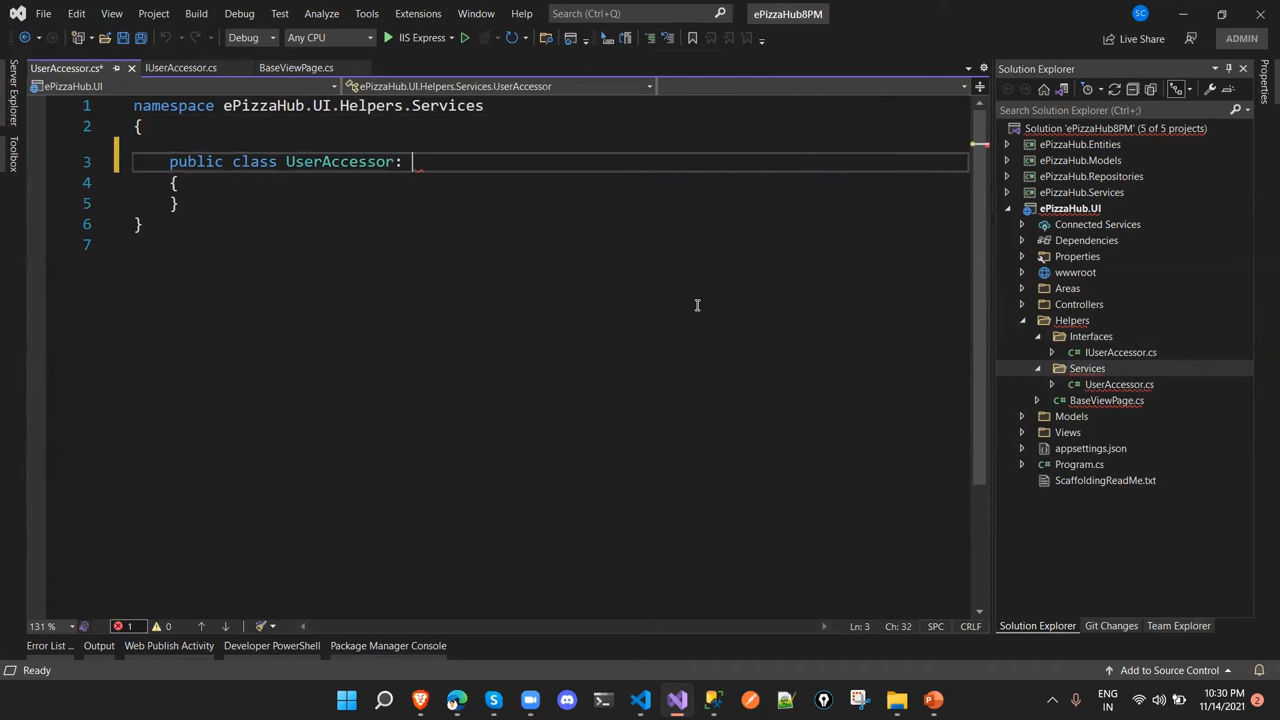 File Edit View Git Project Build Debug Test Analyze Tools Extensions Window Help Search (Ctrl+Q) ePizzaHub8PM SC
Debug Any CPU IIS Express Live Share ADMIN
UserAccessor.cs* IUserAccessor.cs BaseViewPage.cs
ePizzaHub.UI ePizzaHub.UI.Helpers.Services.UserAccessor
Server Explorer
Toolbox
1 namespace ePizzaHub.UI.Helpers.Services
2 {
3 public class UserAccessor:
4 {
5 }
6 }
7
131 % 1 0 Ln: 3 Ch: 32 SPC CRLF
Solution Explorer
Search Solution Explorer (Ctrl+;)
Solution 'ePizzaHub8PM' (5 of 5 projects)
ePizzaHub.Entities
ePizzaHub.Models
ePizzaHub.Repositories
ePizzaHub.Services
ePizzaHub.UI
Connected Services
Dependencies
Properties
wwwroot
Areas
Controllers
Helpers
Interfaces
C# IUserAccessor.cs
Services
C# UserAccessor.cs
C# BaseViewPage.cs
Models
Views
appsettings.json
C# Program.cs
ScaffoldingReadMe.txt
Solution Explorer Git Changes Team Explorer
Properties
Error List ... Output Web Publish Activity Developer PowerShell Package Manager Console
Ready Add to Source Control
ENG
IN
10:30 PM
11/14/2021
2